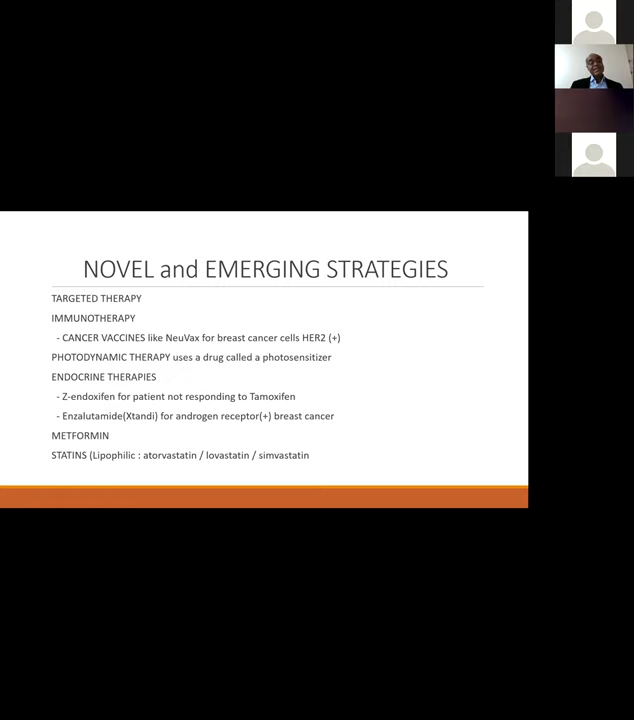 NOVEL and EMERGING STRATEGIES
TARGETED THERAPY
IMMUNOTHERAPY
- CANCER VACCINES like NeuVax for breast cancer cells HER2 (+)
PHOTODYNAMIC THERAPY uses a drug called a photosensitizer
ENDOCRINE THERAPIES
- Z-endoxifen for patient not responding to Tamoxifen
- Enzalutamide(Xtandi) for androgen receptor(+) breast cancer
METFORMIN
STATINS (Lipophilic : atorvastatin / lovastatin / simvastatin